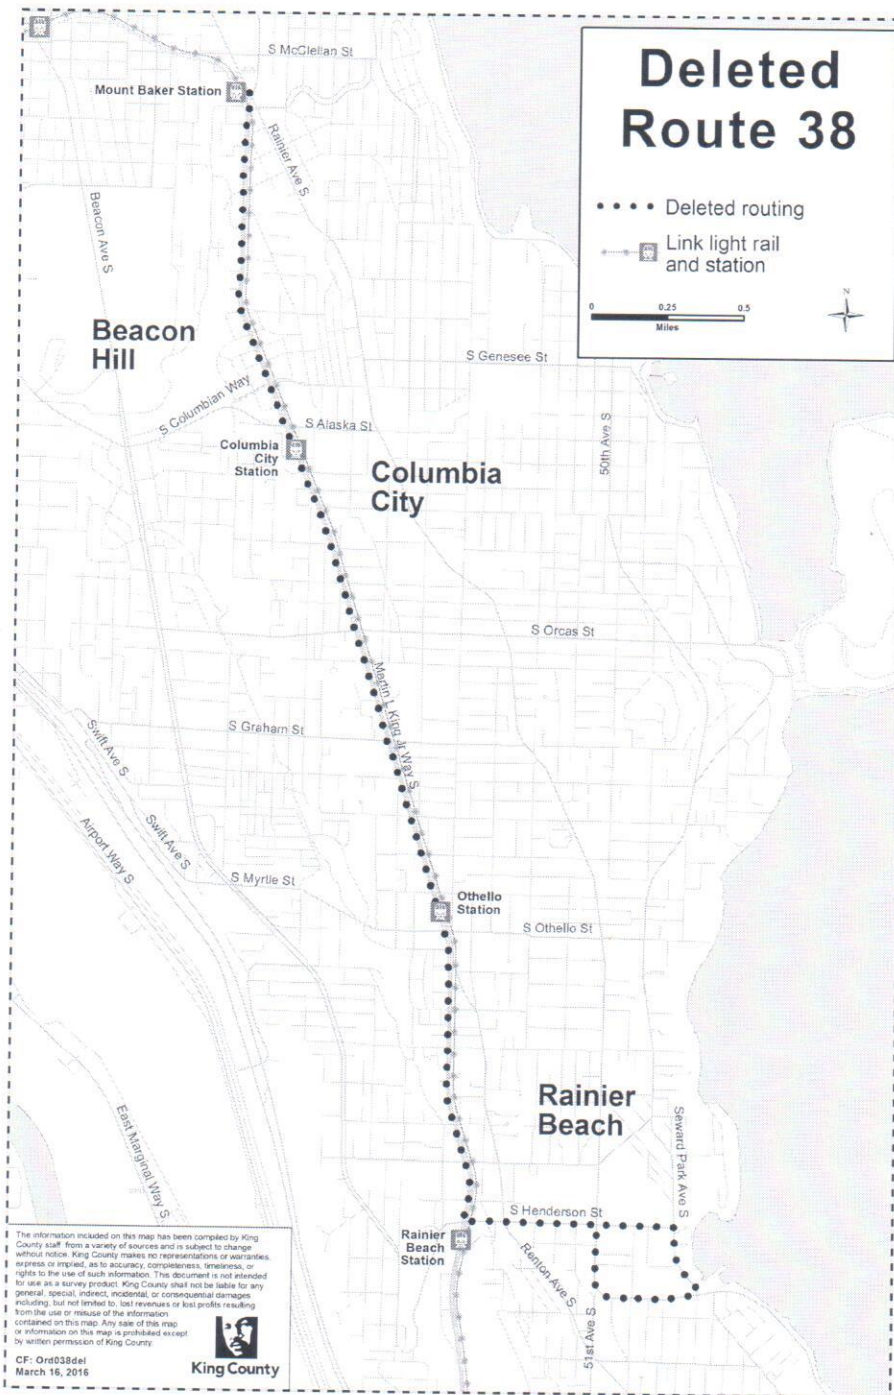 Deleted
Route 38
Deleted routing
Link light rail
and station
0 0.25 0.5
Miles
N
S McClellan St
Mount Baker Station
Rainier Ave S
Beacon Ave S
Beacon
Hill
S Genesee St
S Columbian Way
S Alaska St
50th Ave S
Columbia
City
Station
Columbia
City
S Orcas St
Martin L King Jr Way S
S Graham St
Swift Ave S
Swift Ave S
Airport Way S
S Myrtle St
Othello
Station
S Othello St
Rainier
Beach
East Marginal Way S
Seward Park Ave S
S Henderson St
Rainier
Beach
Station
Renton Ave S
51st Ave S
The information included on this map has been compiled by King
County staff from a variety of sources and is subject to change
without notice. King County makes no representations or warranties,
express or implied, as to accuracy, completeness, timeliness, or
rights to the use of such information. This document is not intended
for use as a survey product. King County shall not be liable for any
general, special, indirect, incidental, or consequential damages
including, but not limited to, lost revenues or lost profits resulting
from the use or misuse of the information
contained on this map. Any sale of this map
or information on this map is prohibited except
by written permission of King County.
King County
CF: Ord038del
March 16, 2016